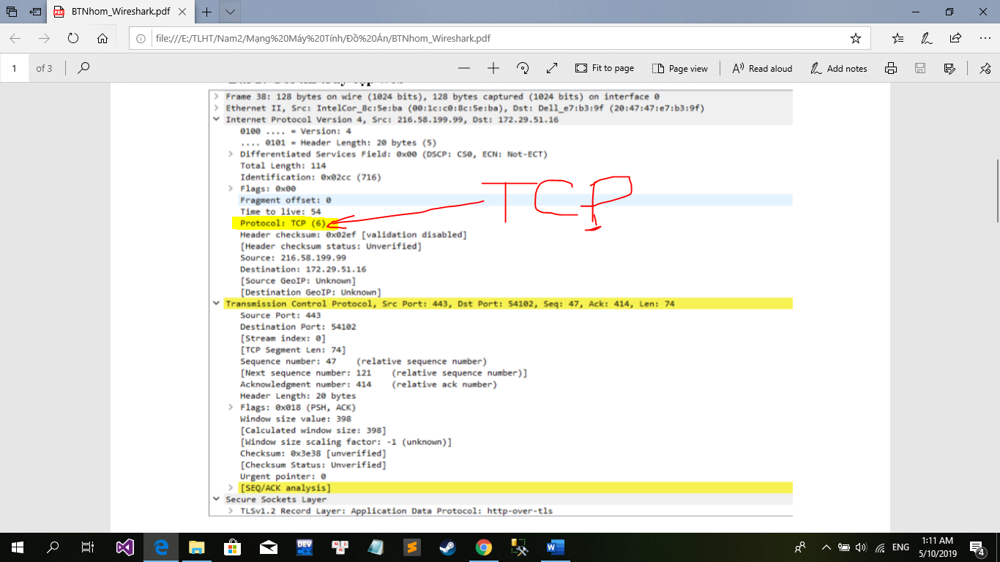 BTNhom_Wireshark.pdf
file:///E:/TLHT/Nam2/Mạng%20Máy%20Tính/Đồ%20Án/BTNhom_Wireshark.pdf
1 of 3 Fit to page Page view Read aloud Add notes
Frame 38: 128 bytes on wire (1024 bits), 128 bytes captured (1024 bits) on interface 0
Ethernet II, Src: IntelCor_8c:5e:ba (00:1c:c0:8c:5e:ba), Dst: Dell_e7:b3:9f (20:47:47:e7:b3:9f)
Internet Protocol Version 4, Src: 216.58.199.99, Dst: 172.29.51.16
0100 .... = Version: 4
.... 0101 = Header Length: 20 bytes (5)
Differentiated Services Field: 0x00 (DSCP: CS0, ECN: Not-ECT)
Total Length: 114
Identification: 0x02cc (716)
Flags: 0x00
TCP
Fragment offset: 0
Time to live: 54
Protocol: TCP (6)
Header checksum: 0x02ef [validation disabled]
[Header checksum status: Unverified]
Source: 216.58.199.99
Destination: 172.29.51.16
[Source GeoIP: Unknown]
[Destination GeoIP: Unknown]
Transmission Control Protocol, Src Port: 443, Dst Port: 54102, Seq: 47, Ack: 414, Len: 74
Source Port: 443
Destination Port: 54102
[Stream index: 0]
[TCP Segment Len: 74]
Sequence number: 47 (relative sequence number)
[Next sequence number: 121 (relative sequence number)]
Acknowledgment number: 414 (relative ack number)
Header Length: 20 bytes
Flags: 0x018 (PSH, ACK)
Window size value: 398
[Calculated window size: 398]
[Window size scaling factor: -1 (unknown)]
Checksum: 0x3e38 [unverified]
[Checksum Status: Unverified]
Urgent pointer: 0
[SEQ/ACK analysis]
Secure Sockets Layer
TLSv1.2 Record Layer: Application Data Protocol: http-over-tls
DEV
ENG
1:11 AM
5/10/2019
4